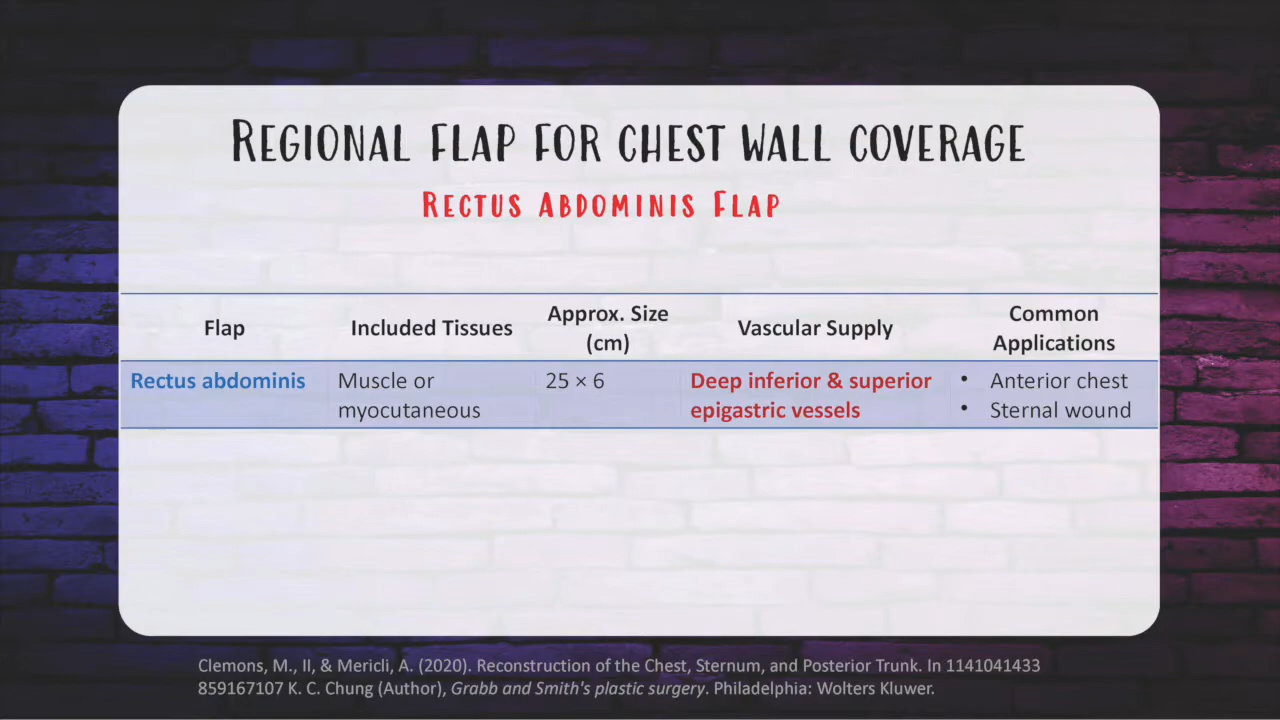 REGIONAL FLAP FOR CHEST WALL COVERAGE
RECTUS ABDOMINIS FLAP
Flap
Included Tissues
Approx. Size
(cm)
Vascular Supply
Common
Applications
Rectus abdominis
Muscle or
myocutaneous
25 × 6
Deep inferior & superior
epigastric vessels
• Anterior chest
• Sternal wound
Clemons, M., II, & Mericli, A. (2020). Reconstruction of the Chest, Sternum, and Posterior Trunk. In 1141041433
859167107 K. C. Chung (Author), Grabb and Smith's plastic surgery. Philadelphia: Wolters Kluwer.